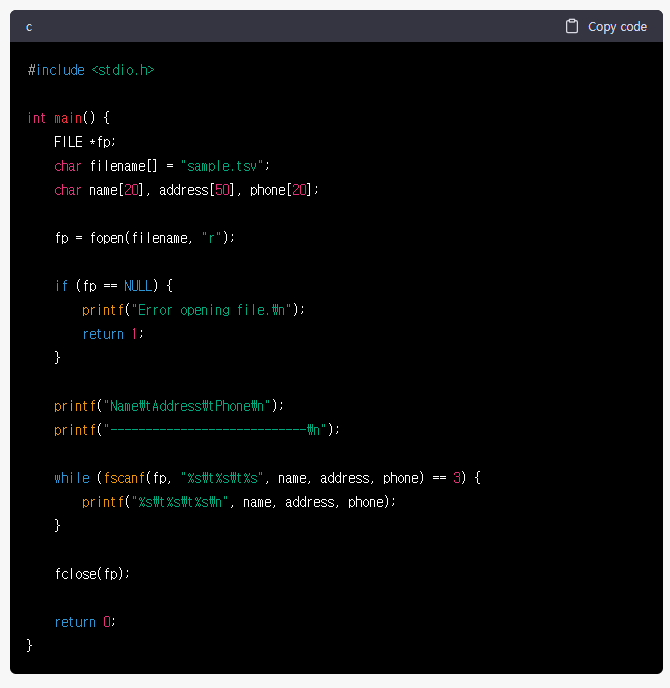 c
Copy code
#include <stdio.h>
int main() {
FILE *fp;
char filename[] = "sample.tsv";
char name[20], address[50], phone[20];
fp = fopen(filename, "r");
if (fp == NULL) {
printf("Error opening file.₩n");
return 1;
}
printf("Name₩tAddress₩tPhone₩n");
printf("----------------------------₩n");
while (fscanf(fp, "%s₩t%s₩t%s", name, address, phone) == 3) {
printf("%s₩t%s₩t%s₩n", name, address, phone);
}
fclose(fp);
return 0;
}